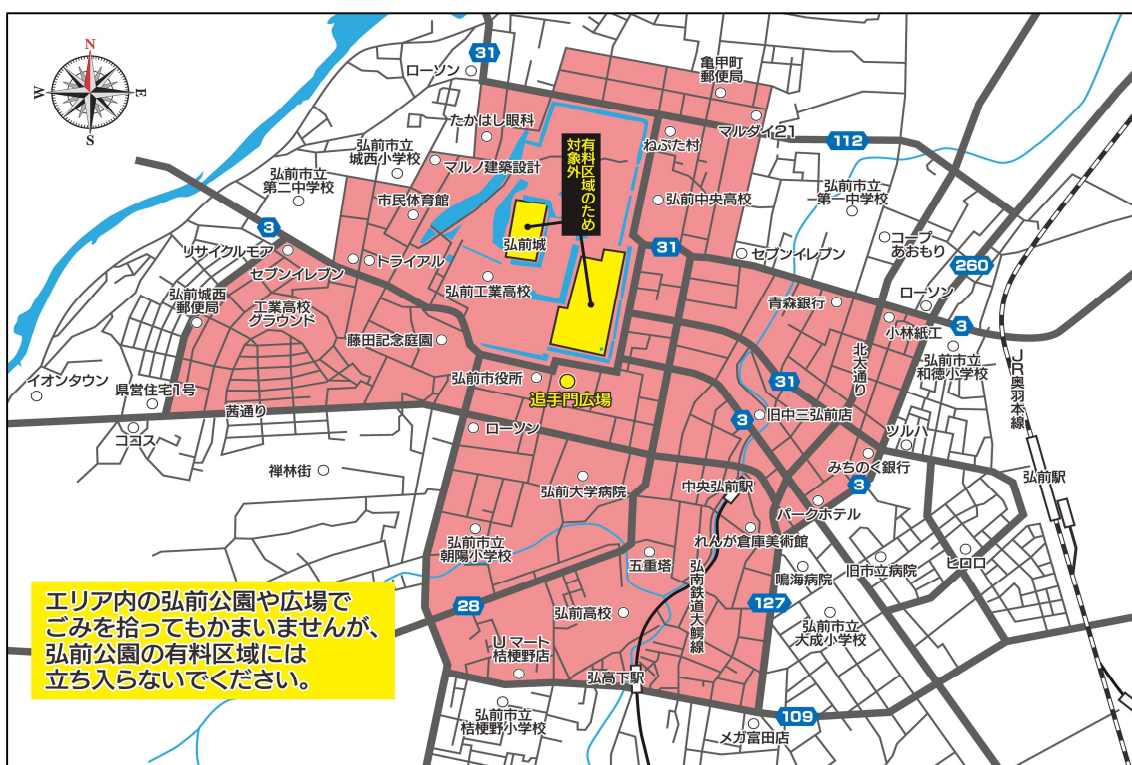 N
W
E
S
31
ローソン
亀甲町
郵便局
たかはし眼科
マルダイ21
ねぷた村
112
弘前市立
城西小学校
マルノ建築設計
有料区域のため
対象外
弘前市立
第二中学校
弘前市立
第一中学校
市民体育館
弘前中央高校
3
リサイクルモア
弘前城
31
コープ
あおもり
セブンイレブン
トライアル
セブンイレブン
260
弘前工業高校
弘前城西
郵便局
工業高校
グラウンド
青森銀行
ローソン
小林紙工
3
藤田記念庭園
北大通り
弘前市立
和徳小学校
JR奥羽本線
イオンタウン
県営住宅1号
弘前市役所
追手門広場
31
茜通り
ココス
ローソン
3
旧中三弘前店
ツルハ
みちのく銀行
禅林街
弘前大学病院
中央弘前駅
3
弘前駅
パークホテル
弘前市立
朝陽小学校
れんが倉庫美術館
五重塔
弘南鉄道大鰐線
鳴海病院
旧市立病院
ヒロロ
28
弘前高校
127
弘前市立
大成小学校
エリア内の弘前公園や広場で
ごみを拾ってもかまいませんが、
弘前公園の有料区域には
立ち入らないでください。
Uマート
桔梗野店
弘高下駅
弘前市立
桔梗野小学校
109
メガ富田店